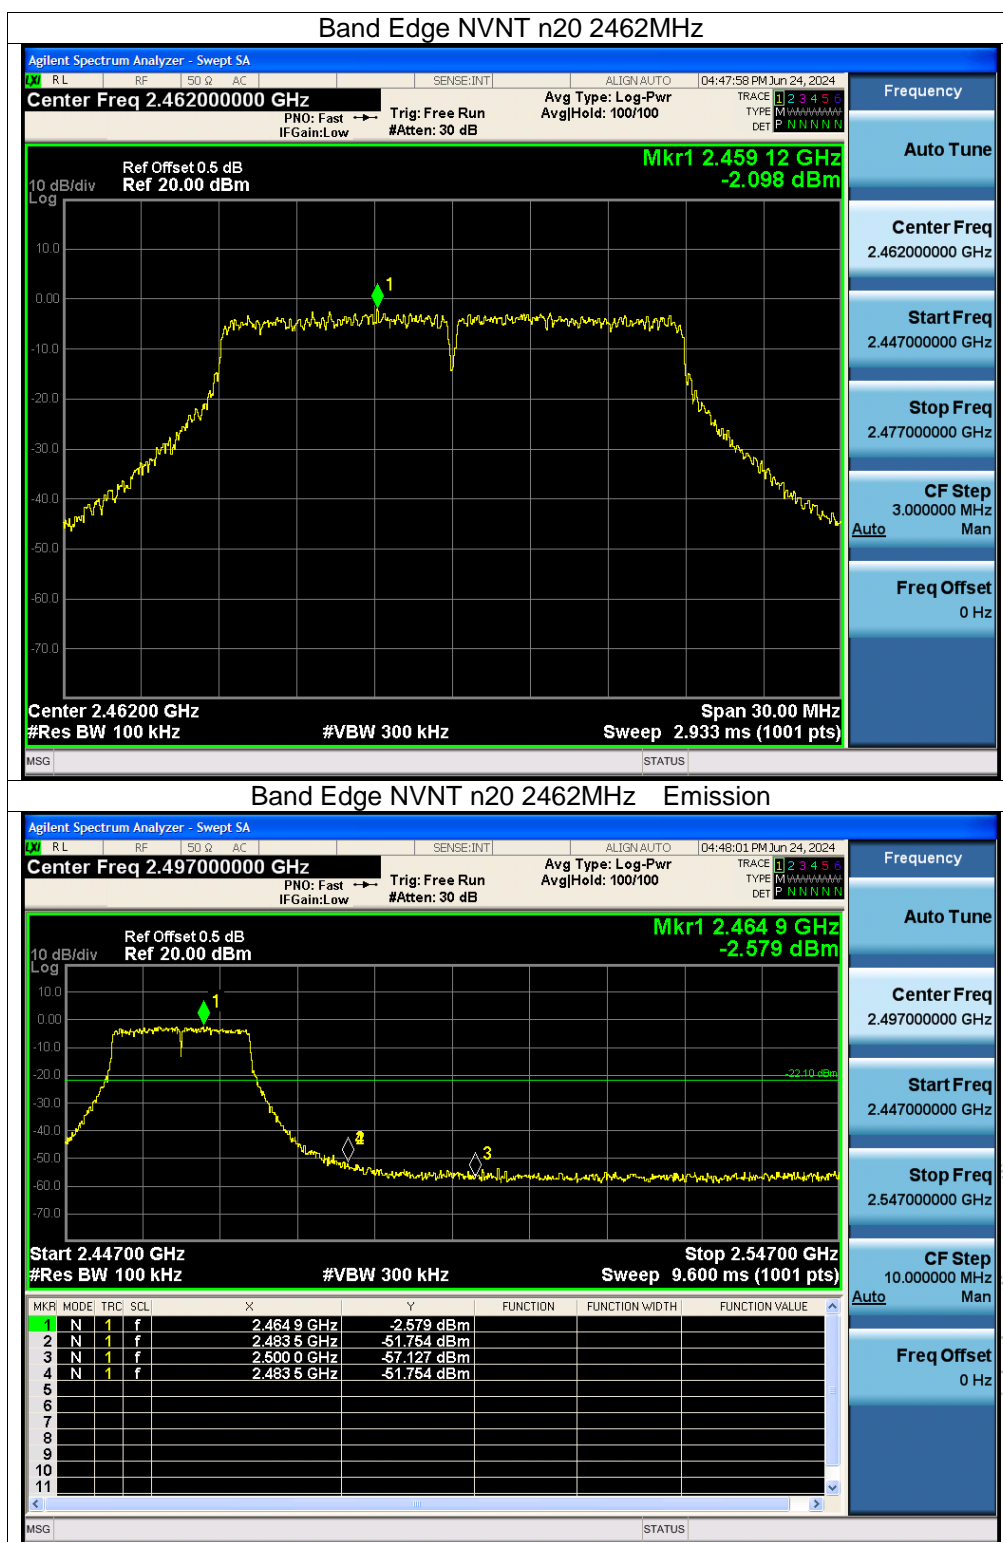 Band Edge NVNT n20 2462MHz
Agilent Spectrum Analyzer - Swept SA
LXI RL RF 50 Ω AC SENSE:INT ALIGNAUTO 04:47:58 PM Jun 24, 2024
Center Freq 2.462000000 GHz
PNO: Fast Trig: Free Run
IFGain:Low #Atten: 30 dB
Avg Type: Log-Pwr
Avg|Hold: 100/100
TRACE 1 2 3 4 5 6
TYPE M
DET P N N N N N
Ref Offset 0.5 dB
10 dB/div Ref 20.00 dBm
Log
Mkr1 2.459 12 GHz
-2.098 dBm
1
10.0
0.00
-10.0
-20.0
-30.0
-40.0
-50.0
-60.0
-70.0
Center 2.46200 GHz Span 30.00 MHz
#Res BW 100 kHz #VBW 300 kHz Sweep 2.933 ms (1001 pts)
MSG STATUS
Frequency
Auto Tune
Center Freq
2.462000000 GHz
Start Freq
2.447000000 GHz
Stop Freq
2.477000000 GHz
CF Step
3.000000 MHz
Auto Man
Freq Offset
0 Hz
Band Edge NVNT n20 2462MHz Emission
Agilent Spectrum Analyzer - Swept SA
LXI RL RF 50 Ω AC SENSE:INT ALIGNAUTO 04:48:01 PM Jun 24, 2024
Center Freq 2.497000000 GHz
PNO: Fast Trig: Free Run
IFGain:Low #Atten: 30 dB
Avg Type: Log-Pwr
Avg|Hold: 100/100
TRACE 1 2 3 4 5 6
TYPE M
DET P N N N N N
Ref Offset 0.5 dB
10 dB/div Ref 20.00 dBm
Log
Mkr1 2.464 9 GHz
-2.579 dBm
1
10.0
0.00
-10.0
-20.0
-22.10 dBm
-30.0
-40.0
-50.0
3
-60.0
-70.0
Start 2.44700 GHz Stop 2.54700 GHz
#Res BW 100 kHz #VBW 300 kHz Sweep 9.600 ms (1001 pts)
MKR MODE TRC SCL X Y FUNCTION FUNCTION WIDTH FUNCTION VALUE
1 N 1 f 2.464 9 GHz -2.579 dBm
2 N 1 f 2.483 5 GHz -51.754 dBm
3 N 1 f 2.500 0 GHz -57.127 dBm
4 N 1 f 2.483 5 GHz -51.754 dBm
5
6
7
8
9
10
11
MSG STATUS
Frequency
Auto Tune
Center Freq
2.497000000 GHz
Start Freq
2.447000000 GHz
Stop Freq
2.547000000 GHz
CF Step
10.000000 MHz
Auto Man
Freq Offset
0 Hz